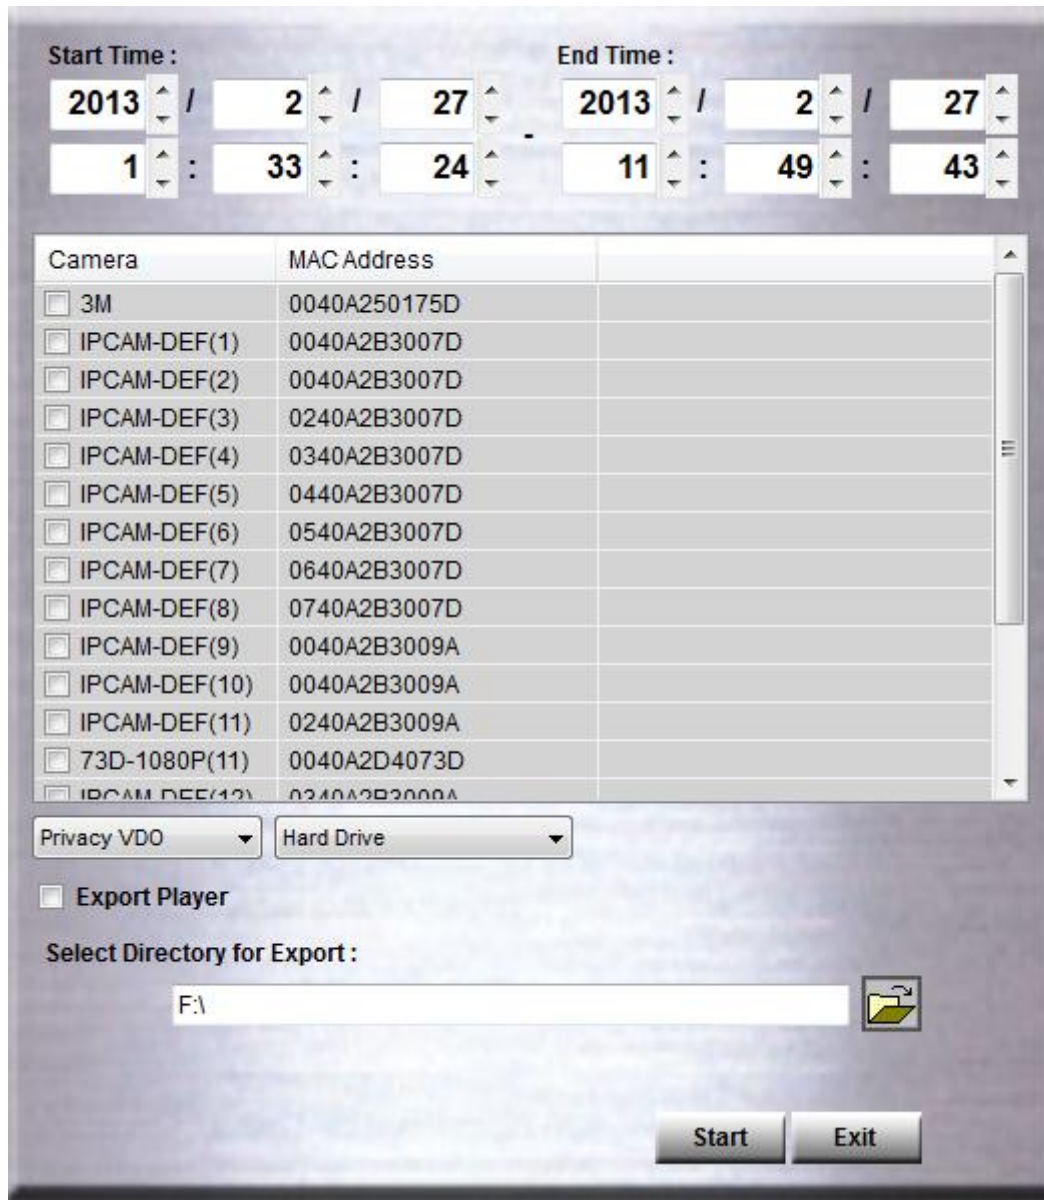 Start Time : End Time :
2013 / 2 / 27 - 2013 / 2 / 27
1 : 33 : 24 11 : 49 : 43
Camera MAC Address
3M 0040A250175D
IPCAM-DEF(1) 0040A2B3007D
IPCAM-DEF(2) 0040A2B3007D
IPCAM-DEF(3) 0240A2B3007D
IPCAM-DEF(4) 0340A2B3007D
IPCAM-DEF(5) 0440A2B3007D
IPCAM-DEF(6) 0540A2B3007D
IPCAM-DEF(7) 0640A2B3007D
IPCAM-DEF(8) 0740A2B3007D
IPCAM-DEF(9) 0040A2B3009A
IPCAM-DEF(10) 0040A2B3009A
IPCAM-DEF(11) 0240A2B3009A
73D-1080P(11) 0040A2D4073D
IPCAM-DEF(12) 0340A2B3009A
Privacy VDO Hard Drive
Export Player
Select Directory for Export :
F:\
Start Exit